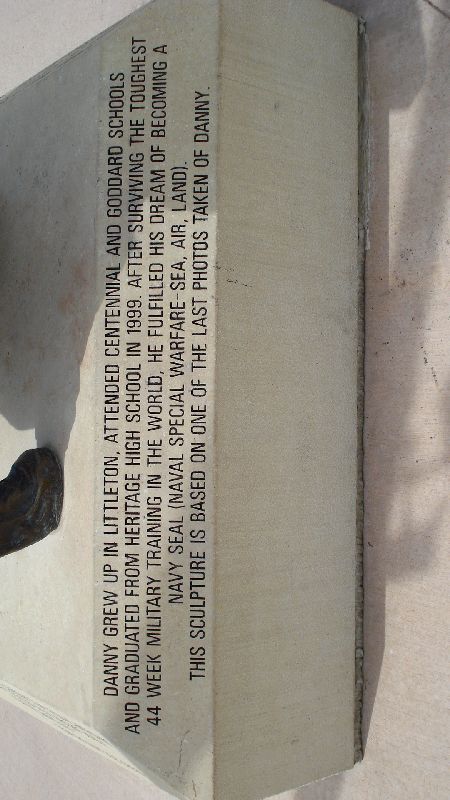 DANNY GREW UP IN LITTLETON, ATTENDED CENTENNIAL AND GODDARD SCHOOLS
AND GRADUATED FROM HERITAGE HIGH SCHOOL IN 1999. AFTER SURVIVING THE TOUGHEST
44 WEEK MILITARY TRAINING IN THE WORLD, HE FULFILLED HIS DREAM OF BECOMING A
NAVY SEAL (NAVAL SPECIAL WARFARE-SEA, AIR, LAND).
THIS SCULPTURE IS BASED ON ONE OF THE LAST PHOTOS TAKEN OF DANNY.